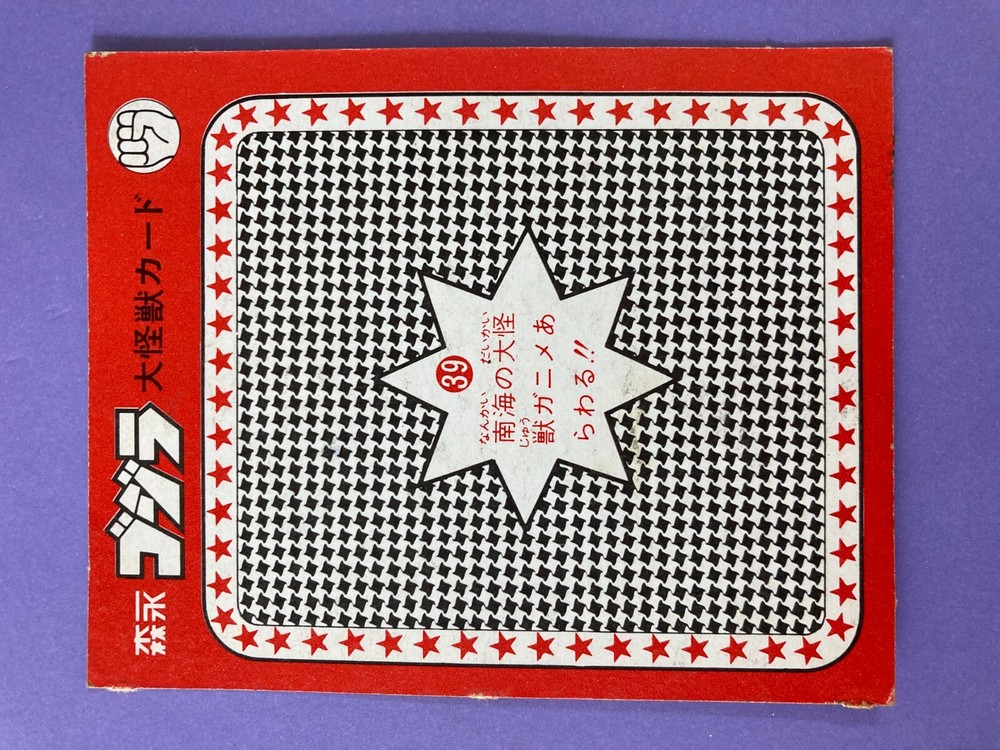 森永 ゴジラ 大怪獣カード
39
なんかい だいかい
南海の大怪
じゅう
獣ガニメあ
らわる!!